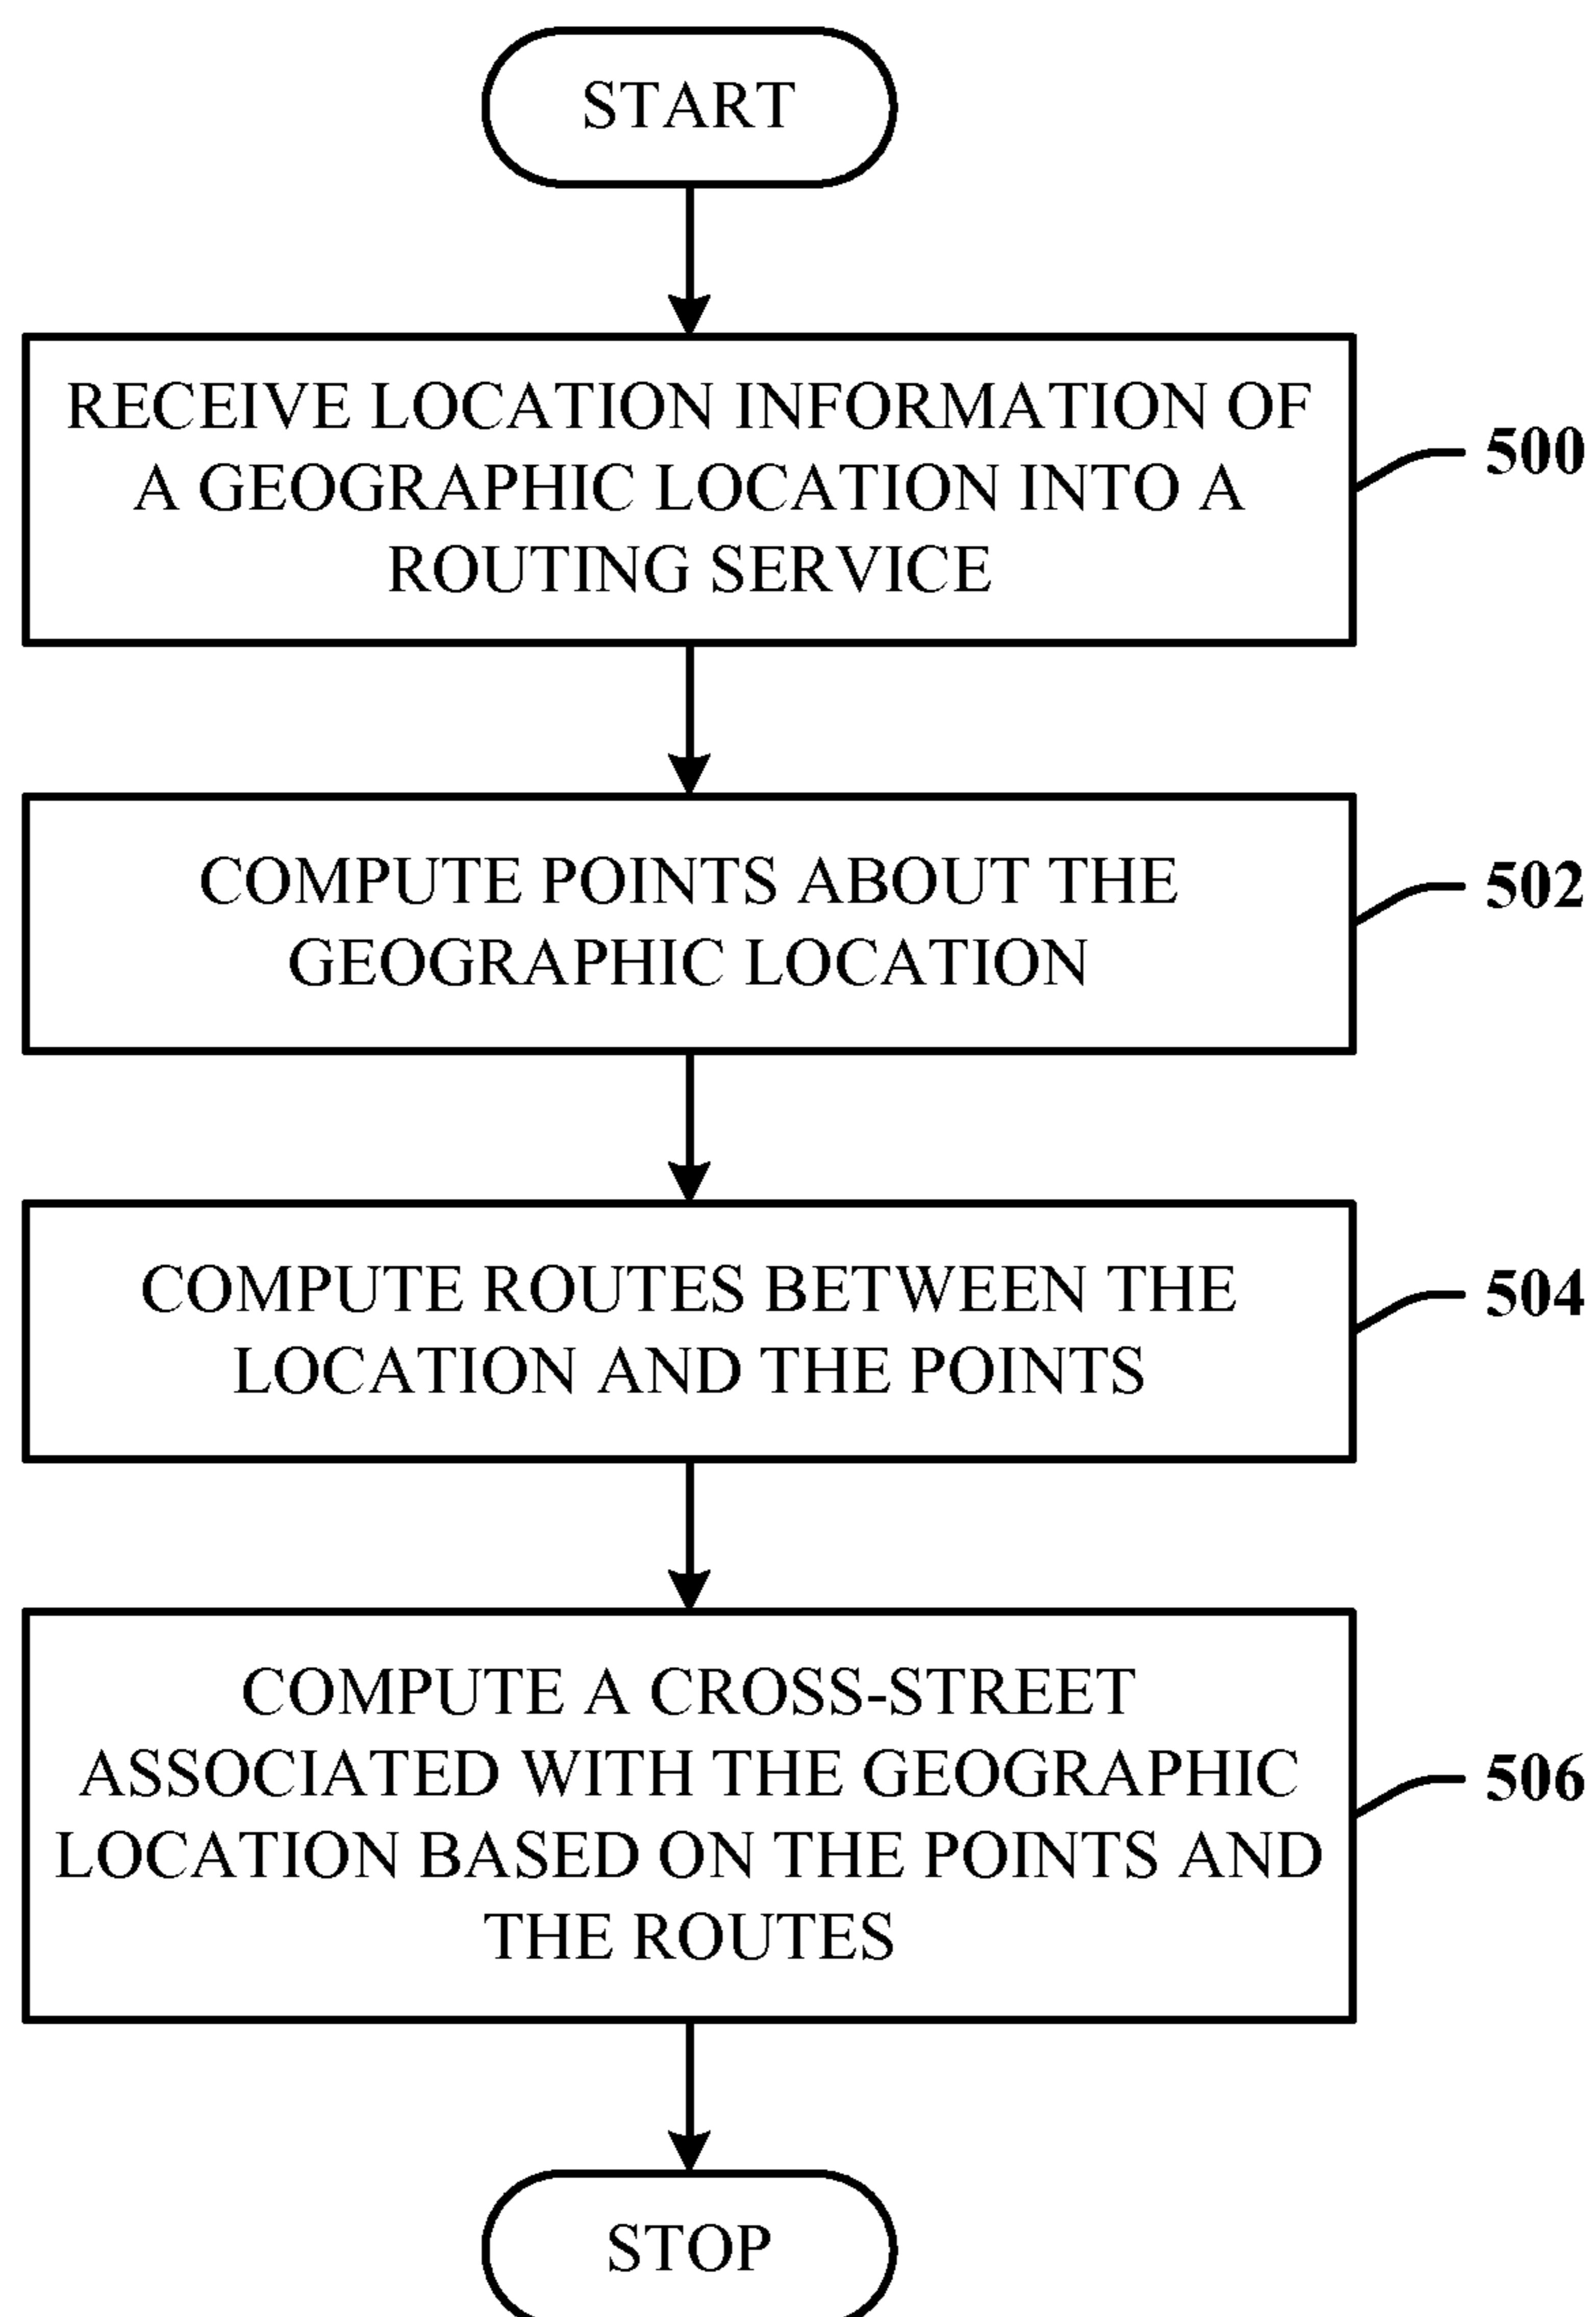 START
RECEIVE LOCATION INFORMATION OF
A GEOGRAPHIC LOCATION INTO A
ROUTING SERVICE
500
COMPUTE POINTS ABOUT THE
GEOGRAPHIC LOCATION
502
COMPUTE ROUTES BETWEEN THE
LOCATION AND THE POINTS
504
COMPUTE A CROSS-STREET
ASSOCIATED WITH THE GEOGRAPHIC
LOCATION BASED ON THE POINTS AND
THE ROUTES
506
STOP